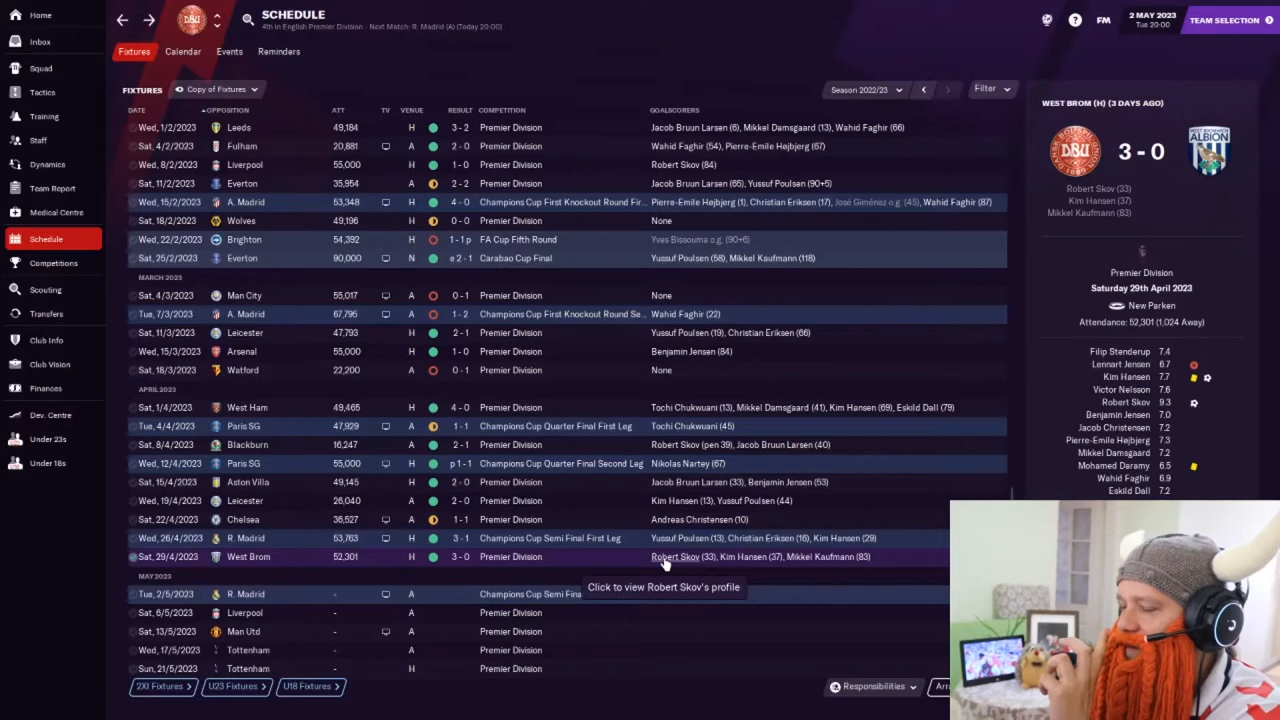 Home
SCHEDULE
4th in English Premier Division - Next Match: R. Madrid (A) (Today 20:00)
FM
2 MAY 2023
Tue 20:00
TEAM SELECTION
Inbox
Fixtures Calendar Events Reminders
Squad
Tactics
Training
Staff
Dynamics
Team Report
Medical Centre
Schedule
Competitions
Scouting
Transfers
Club Info
Club Vision
Finances
Dev. Centre
Under 23s
Under 18s
FIXTURES Copy of Fixtures Season 2022/23 Filter
DATE OPPOSITION ATT TV VENUE RESULT COMPETITION GOALSCORERS
Wed, 1/2/2023 Leeds 49,184 H 3 - 2 Premier Division Jacob Bruun Larsen (6), Mikkel Damsgaard (13), Wahid Faghir (66)
Sat, 4/2/2023 Fulham 20,881 A 2 - 0 Premier Division Wahid Faghir (54), Pierre-Emile Højbjerg (67)
Wed, 8/2/2023 Liverpool 55,000 H 1 - 0 Premier Division Robert Skov (84)
Sat, 11/2/2023 Everton 35,954 A 2 - 2 Premier Division Jacob Bruun Larsen (65), Yussuf Poulsen (90+5)
Wed, 15/2/2023 A. Madrid 53,348 H 4 - 0 Champions Cup First Knockout Round Fir... Pierre-Emile Højbjerg (1), Christian Eriksen (17), José Giménez o.g. (45), Wahid Faghir (87)
Sat, 18/2/2023 Wolves 49,196 H 0 - 0 Premier Division None
Wed, 22/2/2023 Brighton 54,392 H 1 - 1 p FA Cup Fifth Round Yves Bissouma o.g. (90+6)
Sat, 25/2/2023 Everton 90,000 N e 2 - 1 Carabao Cup Final Yussuf Poulsen (58), Mikkel Kaufmann (118)
MARCH 2023
Sat, 4/3/2023 Man City 55,017 H 0 - 1 Premier Division None
Tue, 7/3/2023 A. Madrid 67,795 A 1 - 2 Champions Cup First Knockout Round Se... Wahid Faghir (22)
Sat, 11/3/2023 Leicester 47,793 H 2 - 1 Premier Division Yussuf Poulsen (19), Christian Eriksen (66)
Wed, 15/3/2023 Arsenal 55,000 H 1 - 0 Premier Division Benjamin Jensen (84)
Sat, 18/3/2023 Watford 22,200 A 0 - 1 Premier Division None
APRIL 2023
Sat, 1/4/2023 West Ham 49,465 H 4 - 0 Premier Division Tochi Chukwuani (13), Mikkel Damsgaard (41), Kim Hansen (69), Eskild Dall (79)
Tue, 4/4/2023 Paris SG 47,929 A 1 - 1 Champions Cup Quarter Final First Leg Tochi Chukwuani (45)
Sat, 8/4/2023 Blackburn 16,247 A 2 - 1 Premier Division Robert Skov (pen 39), Jacob Bruun Larsen (40)
Wed, 12/4/2023 Paris SG 55,000 H p 1 - 1 Champions Cup Quarter Final Second Leg Nikolas Nartey (67)
Sat, 15/4/2023 Aston Villa 49,145 H 2 - 0 Premier Division Jacob Bruun Larsen (33), Benjamin Jensen (53)
Wed, 19/4/2023 Leicester 26,040 A 2 - 0 Premier Division Kim Hansen (13), Yussuf Poulsen (44)
Sat, 22/4/2023 Chelsea 36,527 A 1 - 1 Premier Division Andreas Christensen (10)
Wed, 26/4/2023 R. Madrid 53,763 H 3 - 1 Champions Cup Semi Final First Leg Yussuf Poulsen (13), Christian Eriksen (16), Kim Hansen (29)
Sat, 29/4/2023 West Brom 52,301 H 3 - 0 Premier Division Robert Skov (33), Kim Hansen (37), Mikkel Kaufmann (83)
MAY 2023
Click to view Robert Skov's profile
Tue, 2/5/2023 R. Madrid - A Champions Cup Semi Fina
Sat, 6/5/2023 Liverpool - A Premier Division
Sat, 13/5/2023 Man Utd - A Premier Division
Wed, 17/5/2023 Tottenham - A Premier Division
Sun, 21/5/2023 Tottenham - H Premier Division
2XI Fixtures U23 Fixtures U18 Fixtures Responsibilities Arra
WEST BROM (H) (3 DAYS AGO)
DBU
3 - 0
ALBION
Robert Skov (33)
Kim Hansen (37)
Mikkel Kaufmann (83)
Premier Division
Saturday 29th April 2023
New Parken
Attendance: 52,301 (1,024 Away)
Filip Stenderup 7.4
Lennart Jensen 6.7
Kim Hansen 7.7
Victor Nelsson 7.6
Robert Skov 9.3
Benjamin Jensen 7.0
Jacob Christensen 7.2
Pierre-Emile Højbjerg 7.3
Mikkel Damsgaard 7.2
Mohamed Daramy 6.5
Wahid Faghir 6.9
Eskild Dall 7.2